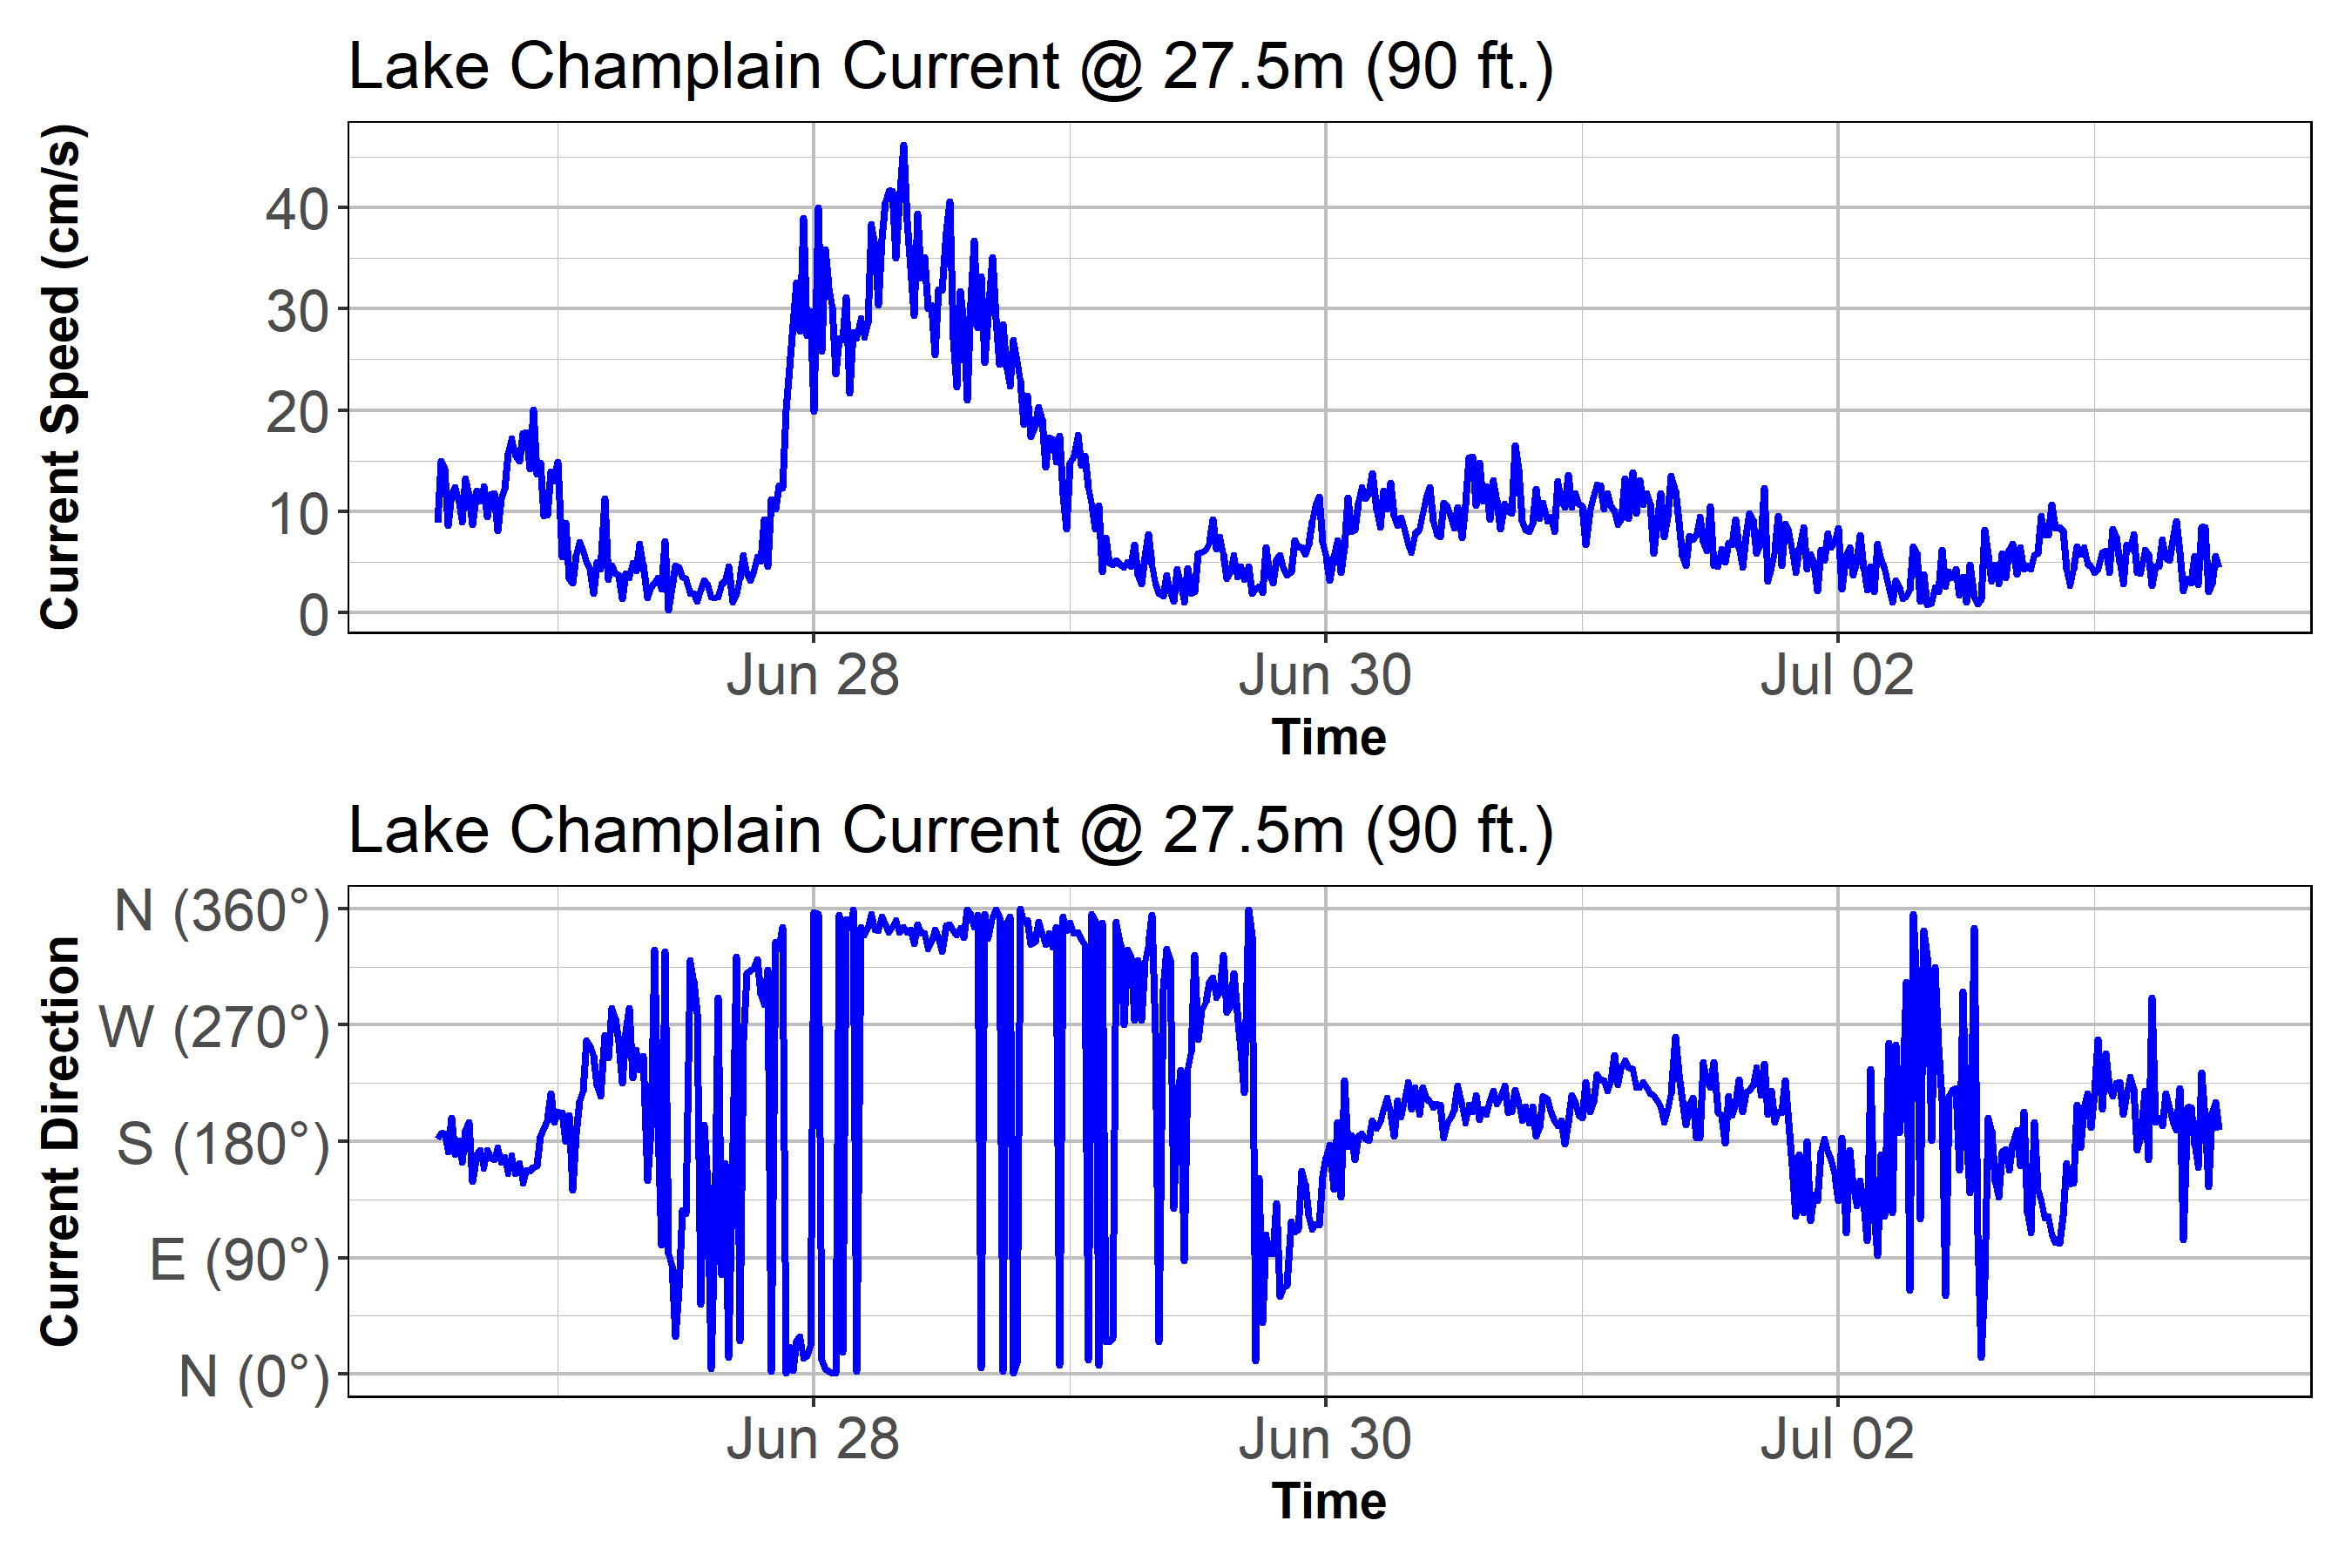 Lake Champlain Current @ 27.5m (90 ft.)
Current Speed (cm/s)
40
30
20
10
0
Jun 28 Jun 30 Jul 02
Time
Lake Champlain Current @ 27.5m (90 ft.)
Current Direction
N (360°)
W (270°)
S (180°)
E (90°)
N (0°)
Jun 28 Jun 30 Jul 02
Time